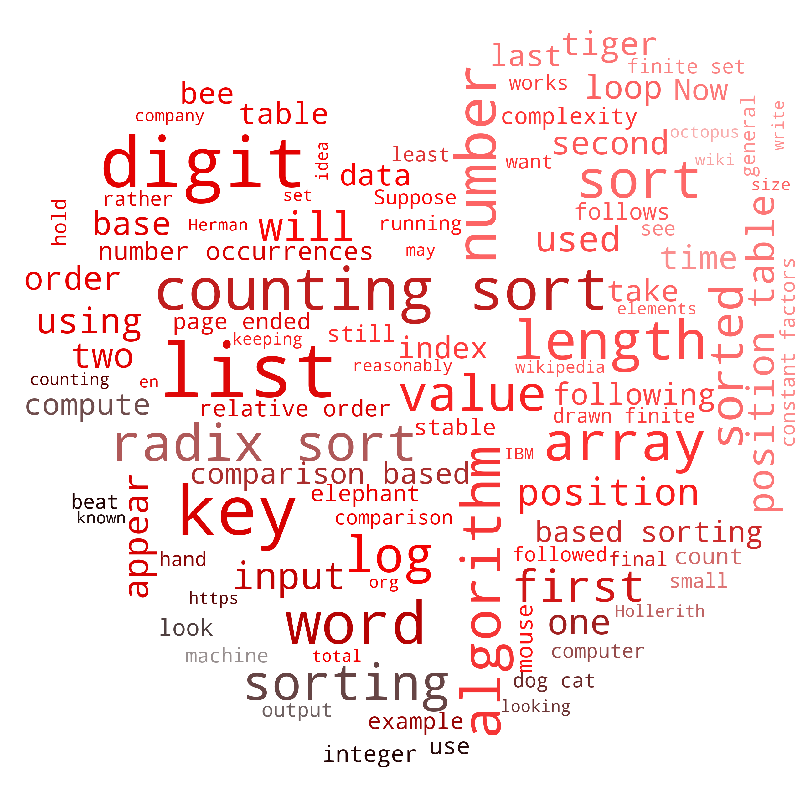 last
tiger
finite set
bee
works
loop
Now
company
table
number
complexity
octopus
write
digit
idea
least
want
second
wiki
general
rather
set
data
Suppose
sort
size
hold
base
Herman
will
running
follows
see
number occurrences
may
used
time
order
counting sort
take
elements
using
page ended
still
index
length
sorted
position table
constant factors
two
keeping
list
reasonably
wikipedia
counting
en
value
following
compute
relative order
stable
drawn finite
radix sort
array
comparison based
IBM
algorithm
beat
key
elephant
position
known
appear
comparison
based sorting
hand
log
followed
final
count
input
org
first
small
https
word
mouse
one
Hollerith
look
machine
total
computer
sorting
dog cat
output
example
looking
integer
use